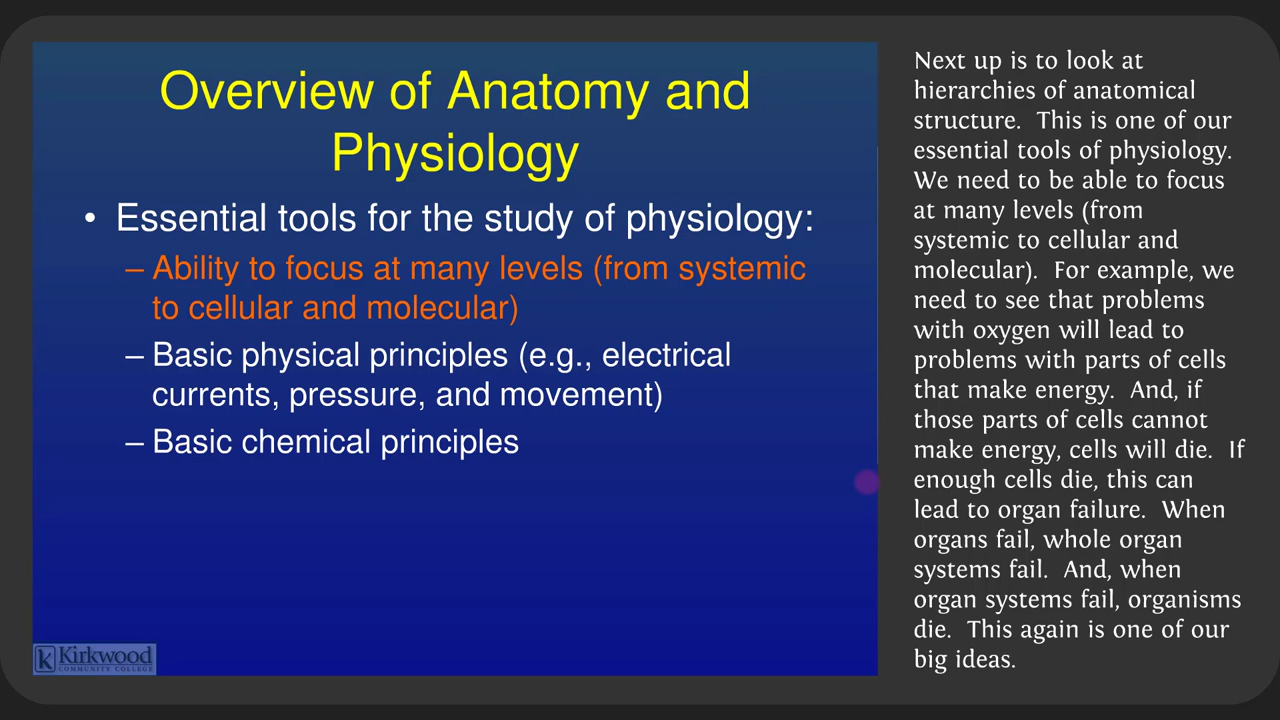 Overview of Anatomy and
Physiology
• Essential tools for the study of physiology:
– Ability to focus at many levels (from systemic
to cellular and molecular)
– Basic physical principles (e.g., electrical
currents, pressure, and movement)
– Basic chemical principles
Kirkwood
COMMUNITY COLLEGE
Next up is to look at
hierarchies of anatomical
structure.  This is one of our
essential tools of physiology.
We need to be able to focus
at many levels (from
systemic to cellular and
molecular).  For example, we
need to see that problems
with oxygen will lead to
problems with parts of cells
that make energy.  And, if
those parts of cells cannot
make energy, cells will die.  If
enough cells die, this can
lead to organ failure.  When
organs fail, whole organ
systems fail.  And, when
organ systems fail, organisms
die.  This again is one of our
big ideas.